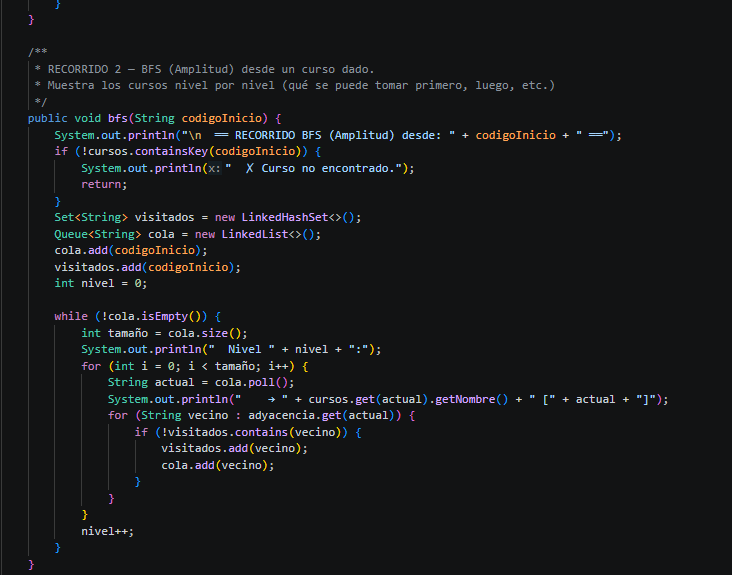 }
}

/**
 * RECORRIDO 2 — BFS (Amplitud) desde un curso dado.
 * Muestra los cursos nivel por nivel (qué se puede tomar primero, luego, etc.)
 */
public void bfs(String codigoInicio) {
    System.out.println("\n  == RECORRIDO BFS (Amplitud) desde: " + codigoInicio + " ==");
    if (!cursos.containsKey(codigoInicio)) {
        System.out.println(x: "  ✗ Curso no encontrado.");
        return;
    }
    Set<String> visitados = new LinkedHashSet<>();
    Queue<String> cola = new LinkedList<>();
    cola.add(codigoInicio);
    visitados.add(codigoInicio);
    int nivel = 0;

    while (!cola.isEmpty()) {
        int tamaño = cola.size();
        System.out.println("  Nivel " + nivel + ":");
        for (int i = 0; i < tamaño; i++) {
            String actual = cola.poll();
            System.out.println("    → " + cursos.get(actual).getNombre() + " [" + actual + "]");
            for (String vecino : adyacencia.get(actual)) {
                if (!visitados.contains(vecino)) {
                    visitados.add(vecino);
                    cola.add(vecino);
                }
            }
        }
        nivel++;
    }
}